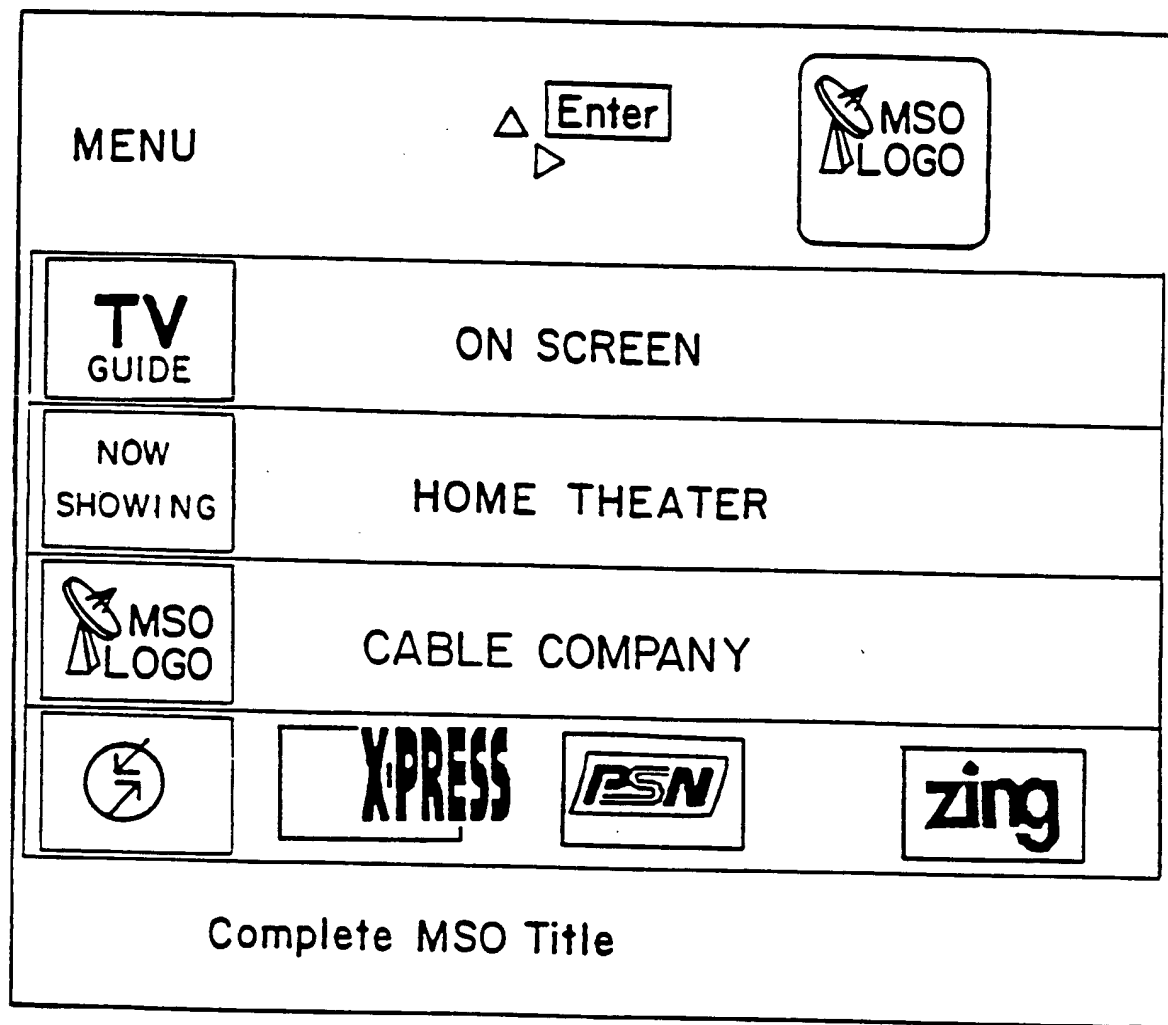 MENU
Enter
MSO
LOGO
TV
GUIDE
ON SCREEN
NOW
SHOWING
HOME THEATER
MSO
LOGO
CABLE COMPANY
X-PRESS
PSN
zing
Complete MSO Title